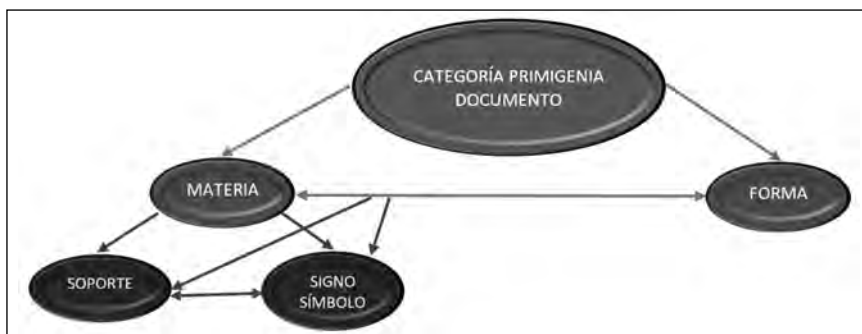 CATEGORÍA PRIMIGENIA
DOCUMENTO
MATERIA
FORMA
SOPORTE
SIGNO
SÍMBOLO